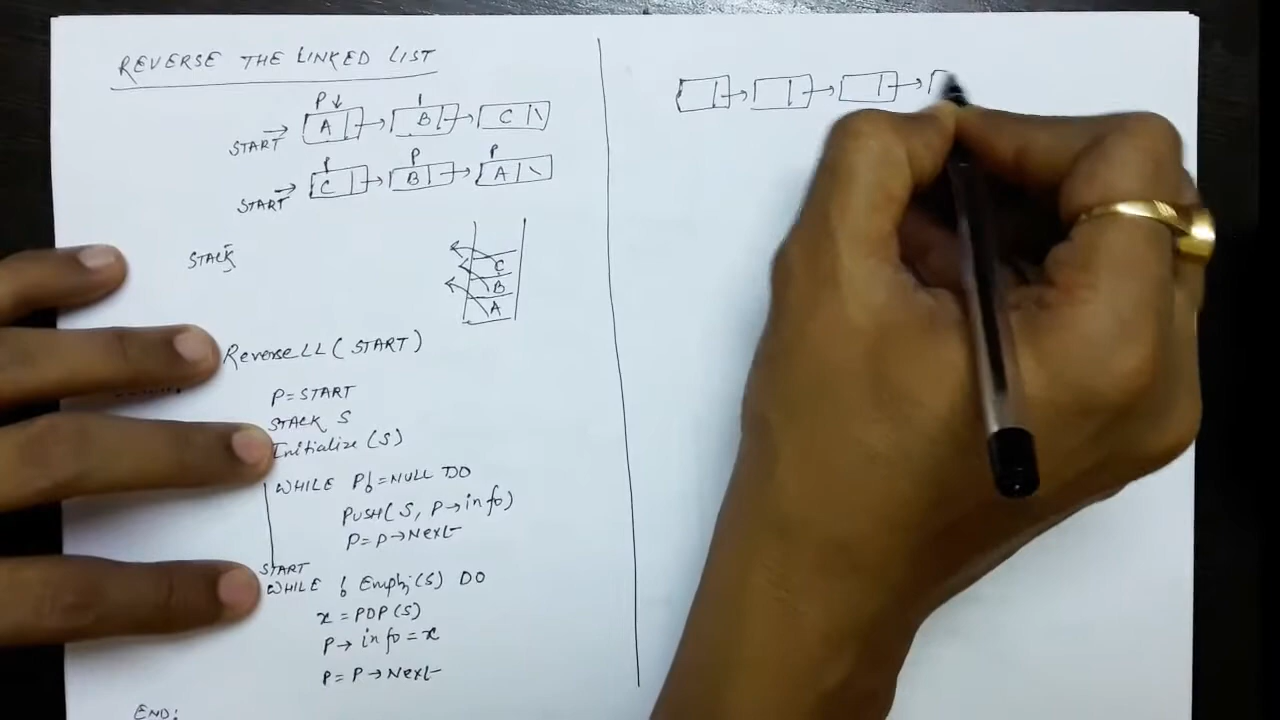 REVERSE THE LINKED LIST
P
START A B C
P P P
START C B A
STACK
C
B
A
ReverseLL(START)
P=START
STACK S
Initialize(S)
WHILE P!=NULL DO
PUSH(S, P→info)
P=P→Next
START
WHILE ! Empty(S) DO
x = POP(S)
P→info=x
P=P→Next
END: